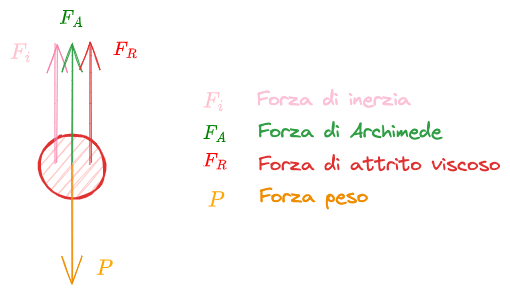 F_A
F_i
F_R
F_i Forza di inerzia
F_A Forza di Archimede
F_R Forza di attrito viscoso
P Forza peso
P